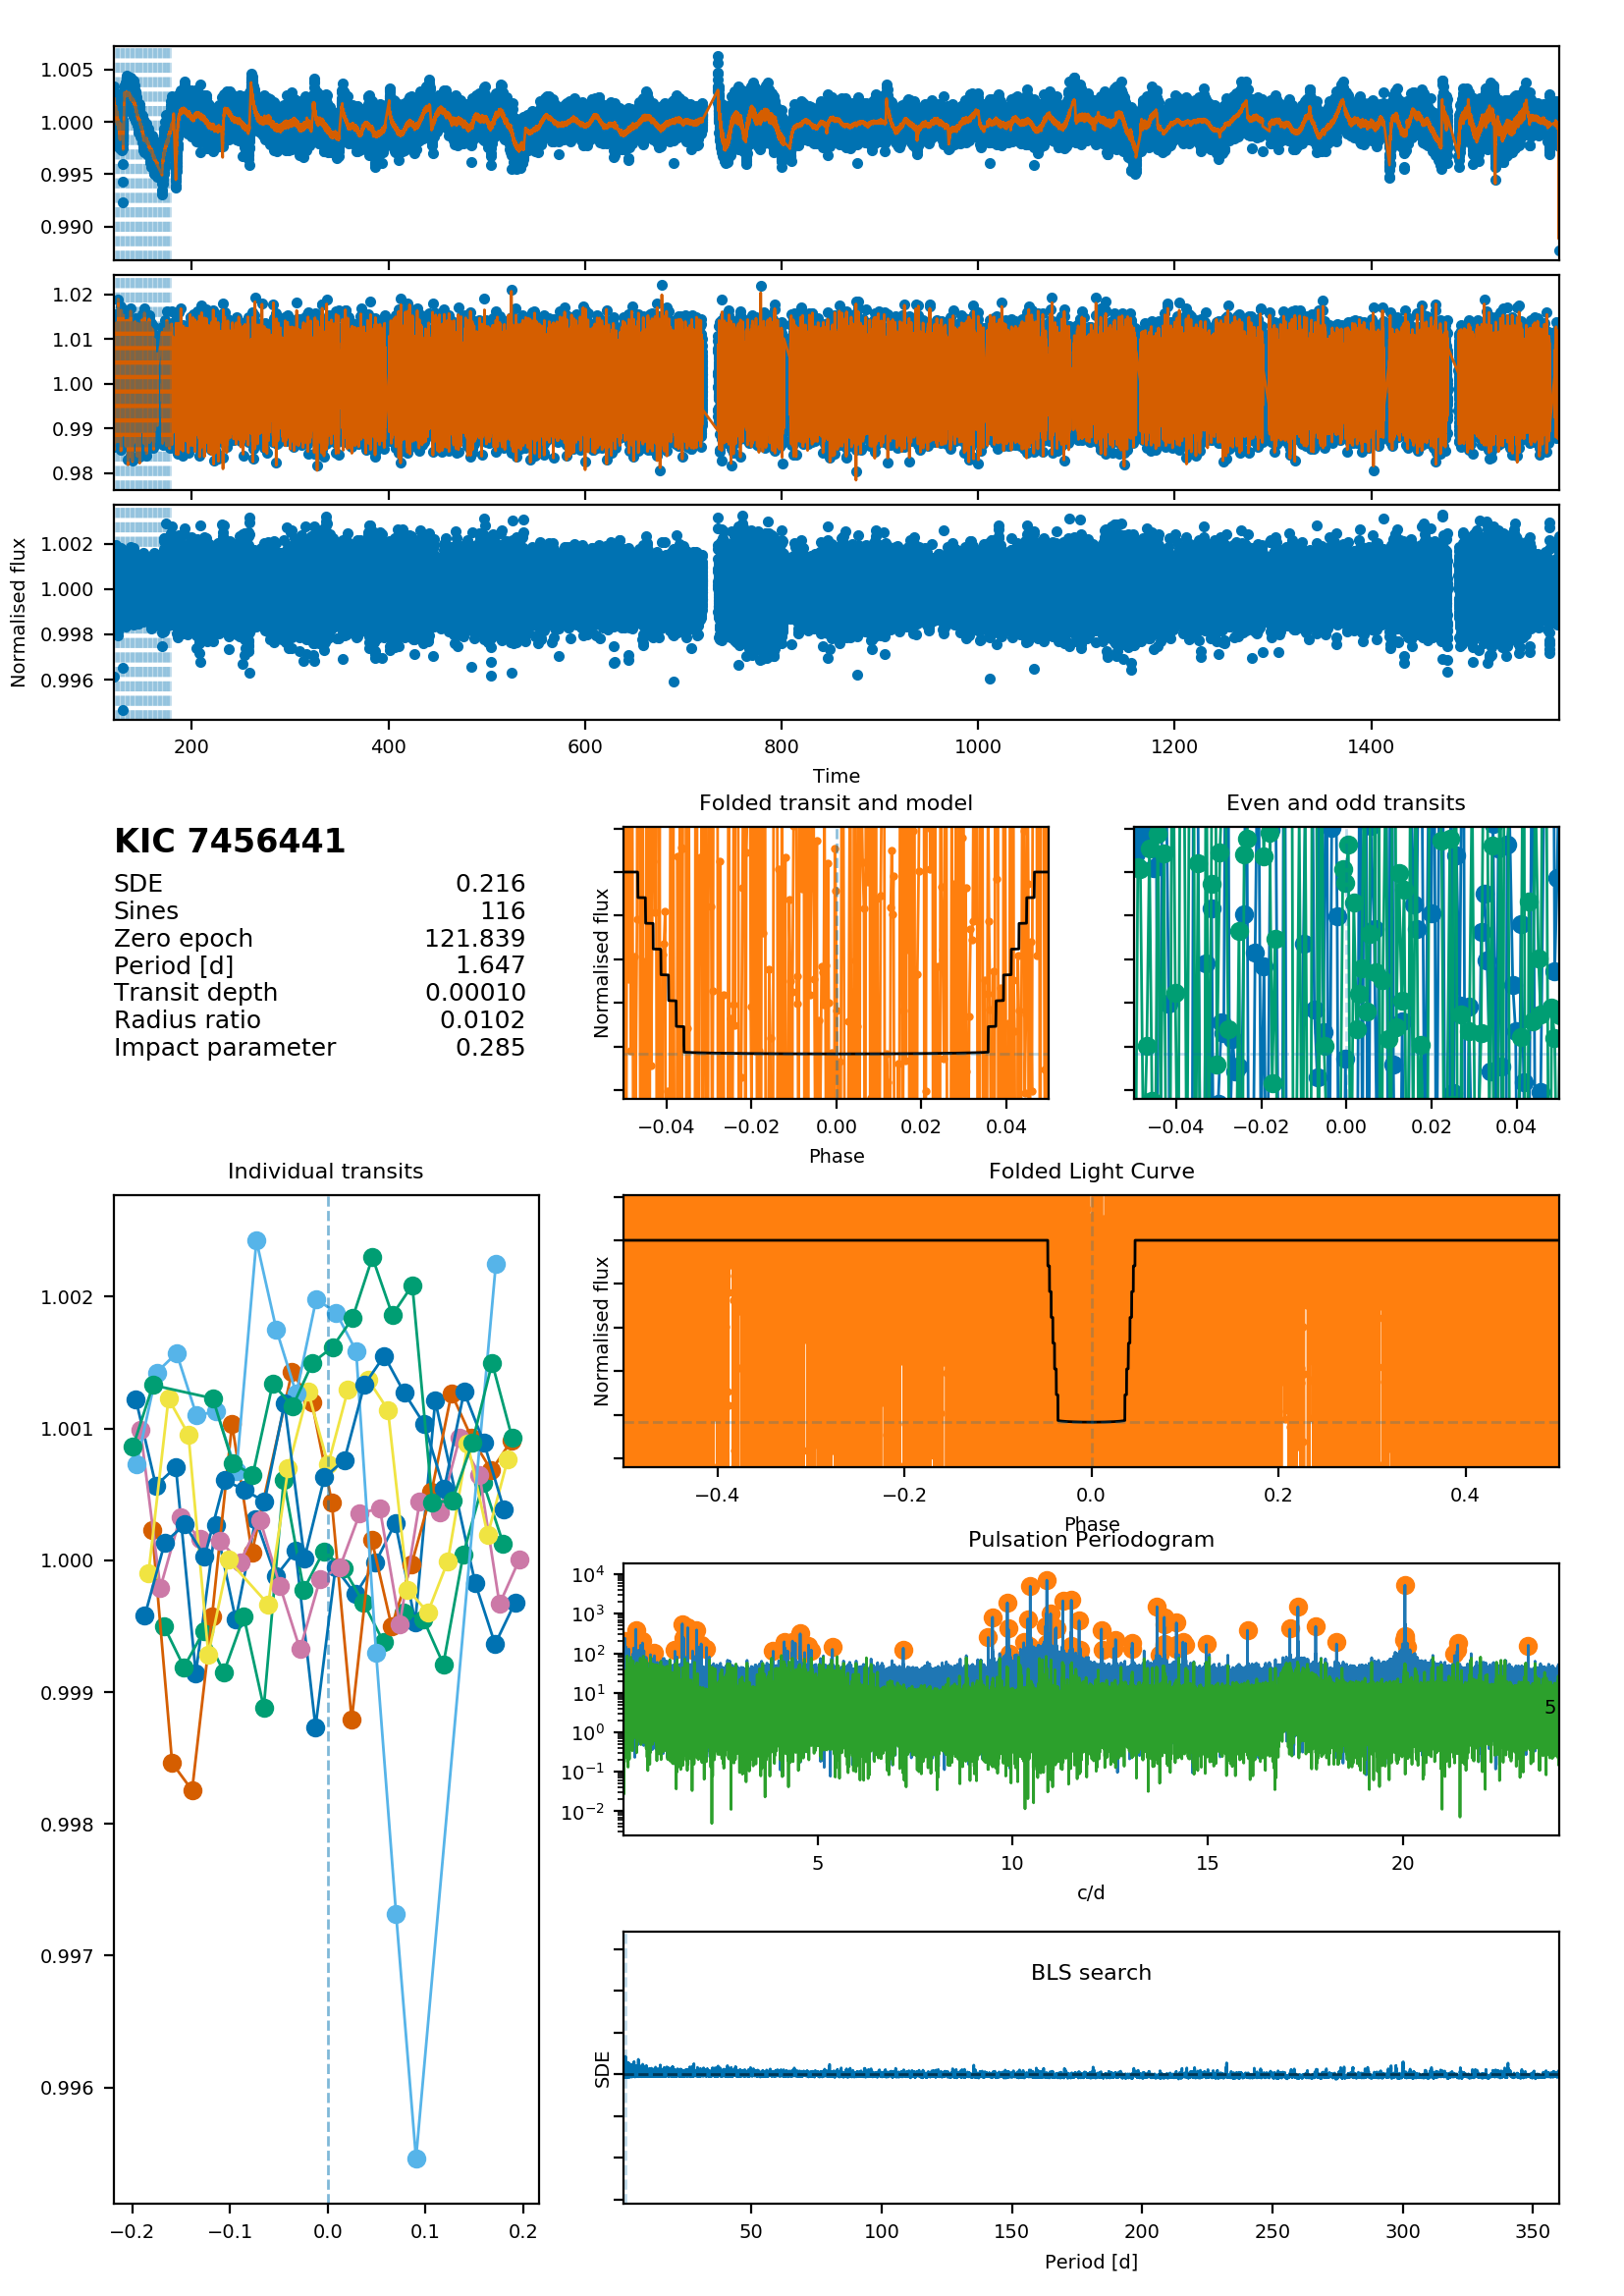 1.005
1.000
0.995
0.990
1.02
1.01
1.00
0.99
0.98
1.002
1.000
0.998
0.996
Normalised flux
200 400 600 800 1000 1200 1400
Time
KIC 7456441
SDE 0.216
Sines 116
Zero epoch 121.839
Period [d] 1.647
Transit depth 0.00010
Radius ratio 0.0102
Impact parameter 0.285
Folded transit and model
Normalised flux
−0.04 −0.02 0.00 0.02 0.04
Phase
Even and odd transits
−0.04 −0.02 0.00 0.02 0.04
Individual transits
1.002
1.001
1.000
0.999
0.998
0.997
0.996
−0.2 −0.1 0.0 0.1 0.2
Folded Light Curve
Normalised flux
−0.4 −0.2 0.0 0.2 0.4
Phase
Pulsation Periodogram
10⁴
10³
10²
10¹
10⁰
10⁻¹
10⁻²
5
5 10 15 20
c/d
BLS search
SDE
50 100 150 200 250 300 350
Period [d]